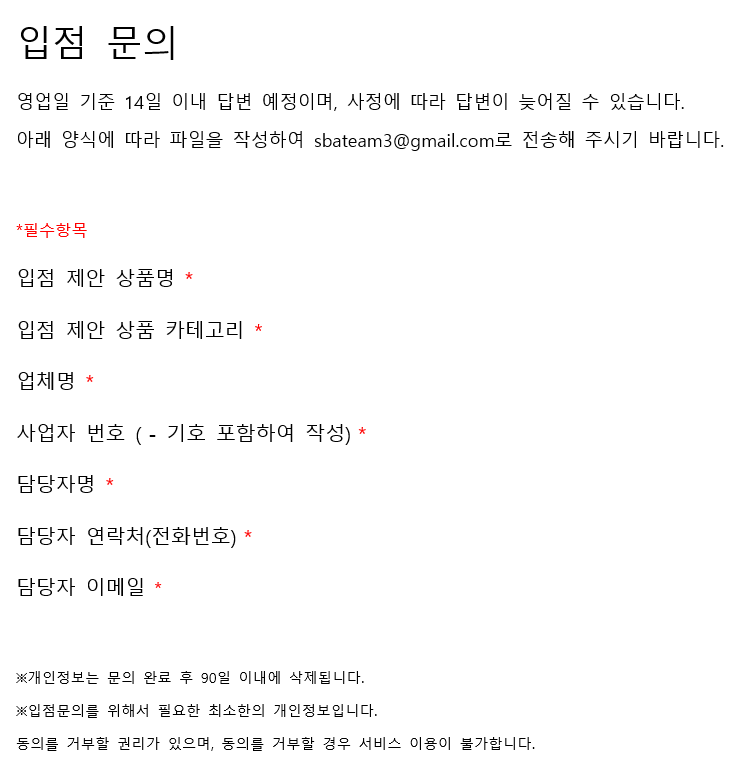 입점 문의
영업일 기준 14일 이내 답변 예정이며, 사정에 따라 답변이 늦어질 수 있습니다.
아래 양식에 따라 파일을 작성하여 sbateam3@gmail.com로 전송해 주시기 바랍니다.
*필수항목
입점 제안 상품명 *
입점 제안 상품 카테고리 *
업체명 *
사업자 번호 ( - 기호 포함하여 작성) *
담당자명 *
담당자 연락처(전화번호) *
담당자 이메일 *
※개인정보는 문의 완료 후 90일 이내에 삭제됩니다.
※입점문의를 위해서 필요한 최소한의 개인정보입니다.
동의를 거부할 권리가 있으며, 동의를 거부할 경우 서비스 이용이 불가합니다.